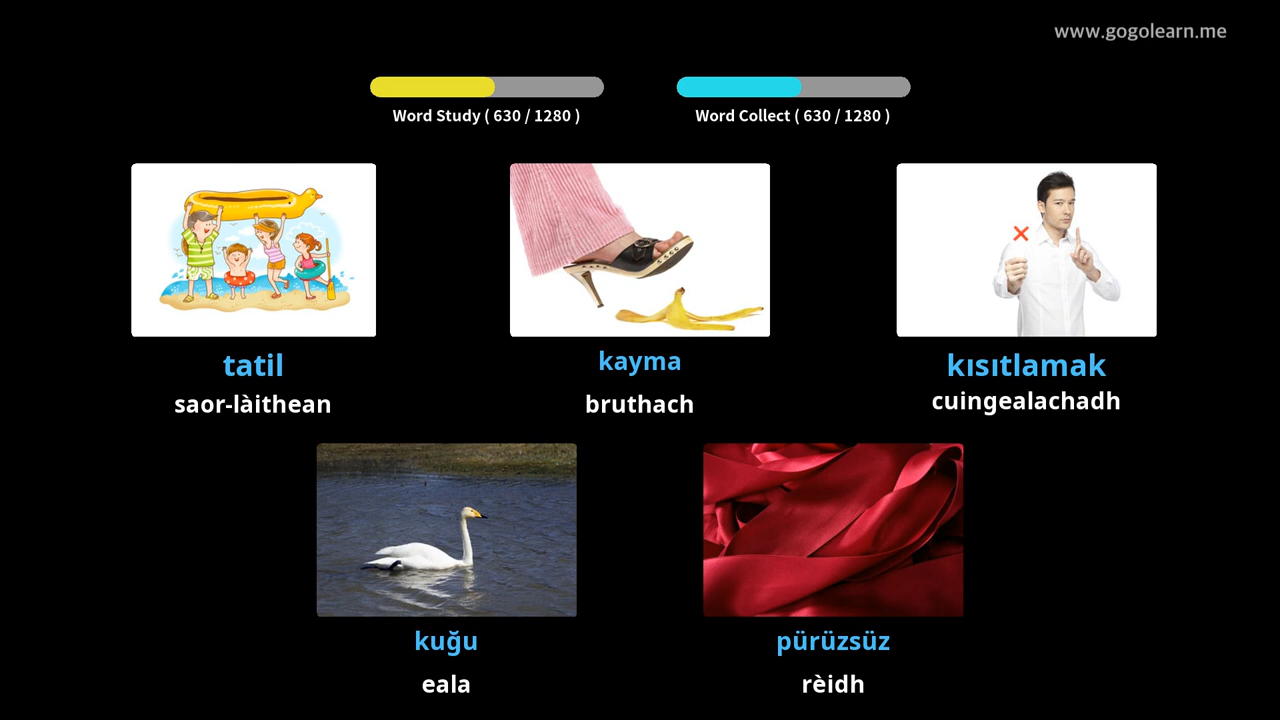 www.gogolearn.me
Word Study ( 630 / 1280 )
Word Collect ( 630 / 1280 )
tatil
saor-làithean
kayma
bruthach
kısıtlamak
cuingealachadh
kuğu
eala
pürüzsüz
rèidh